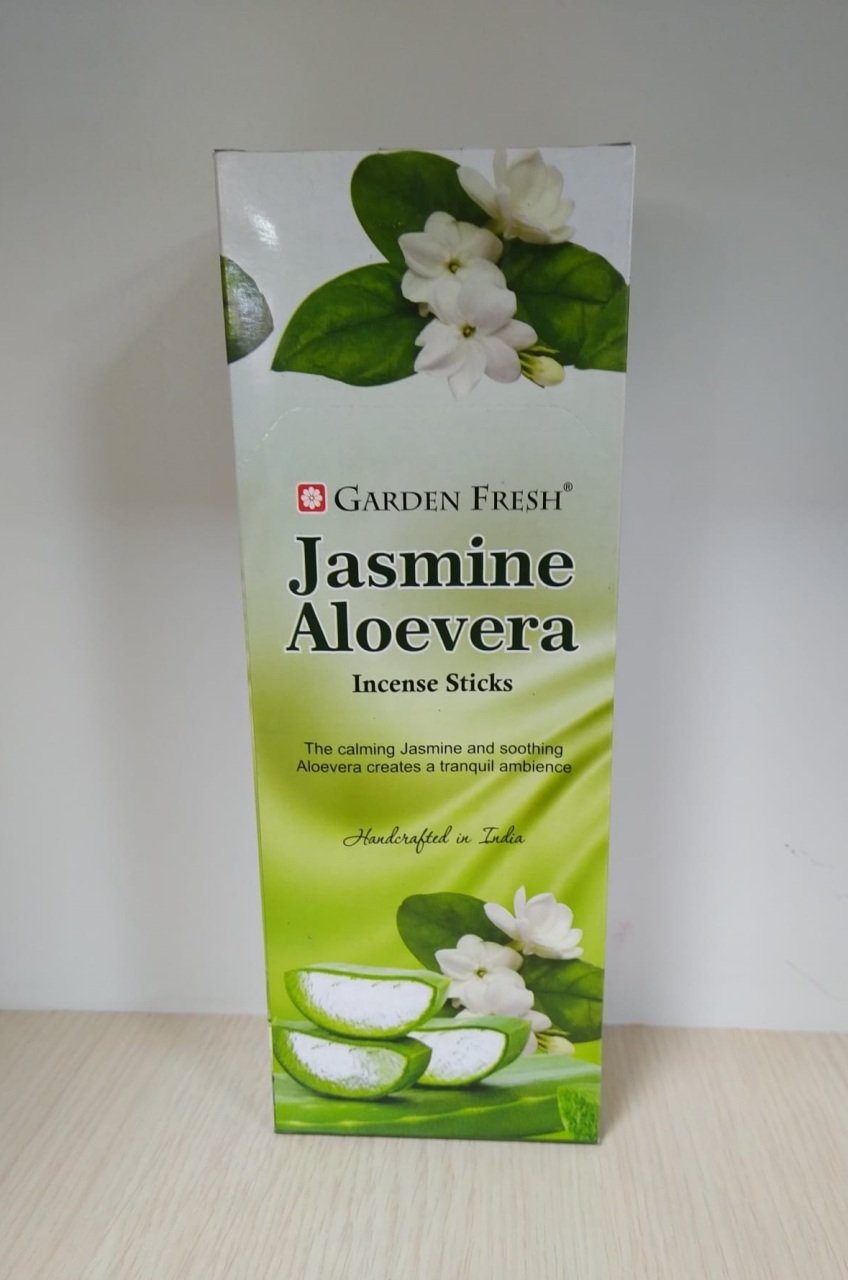 GARDEN FRESH®
Jasmine
Aloevera
Incense Sticks
The calming Jasmine and soothing
Aloevera creates a tranquil ambience
Handcrafted in India